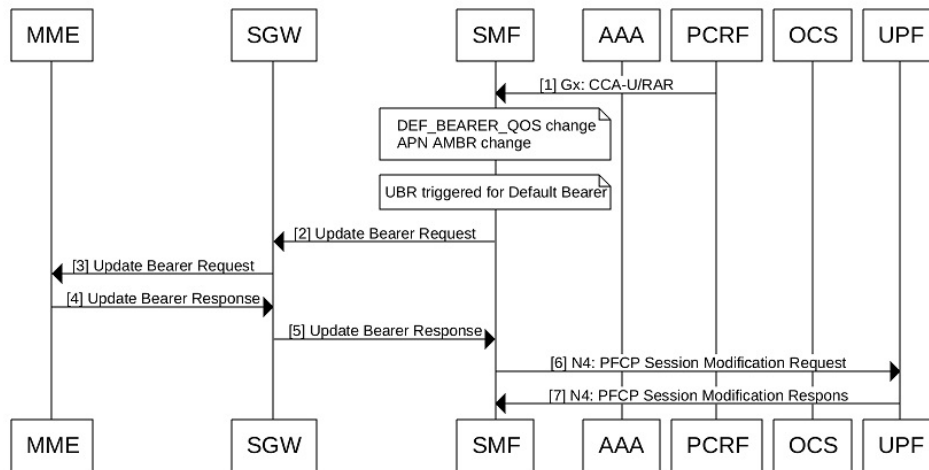 MME SGW SMF AAA PCRF OCS UPF
[1] Gx: CCA-U/RAR
DEF_BEARER_QOS change
APN AMBR change
UBR triggered for Default Bearer
[2] Update Bearer Request
[3] Update Bearer Request
[4] Update Bearer Response
[5] Update Bearer Response
[6] N4: PFCP Session Modification Request
[7] N4: PFCP Session Modification Respons
MME SGW SMF AAA PCRF OCS UPF